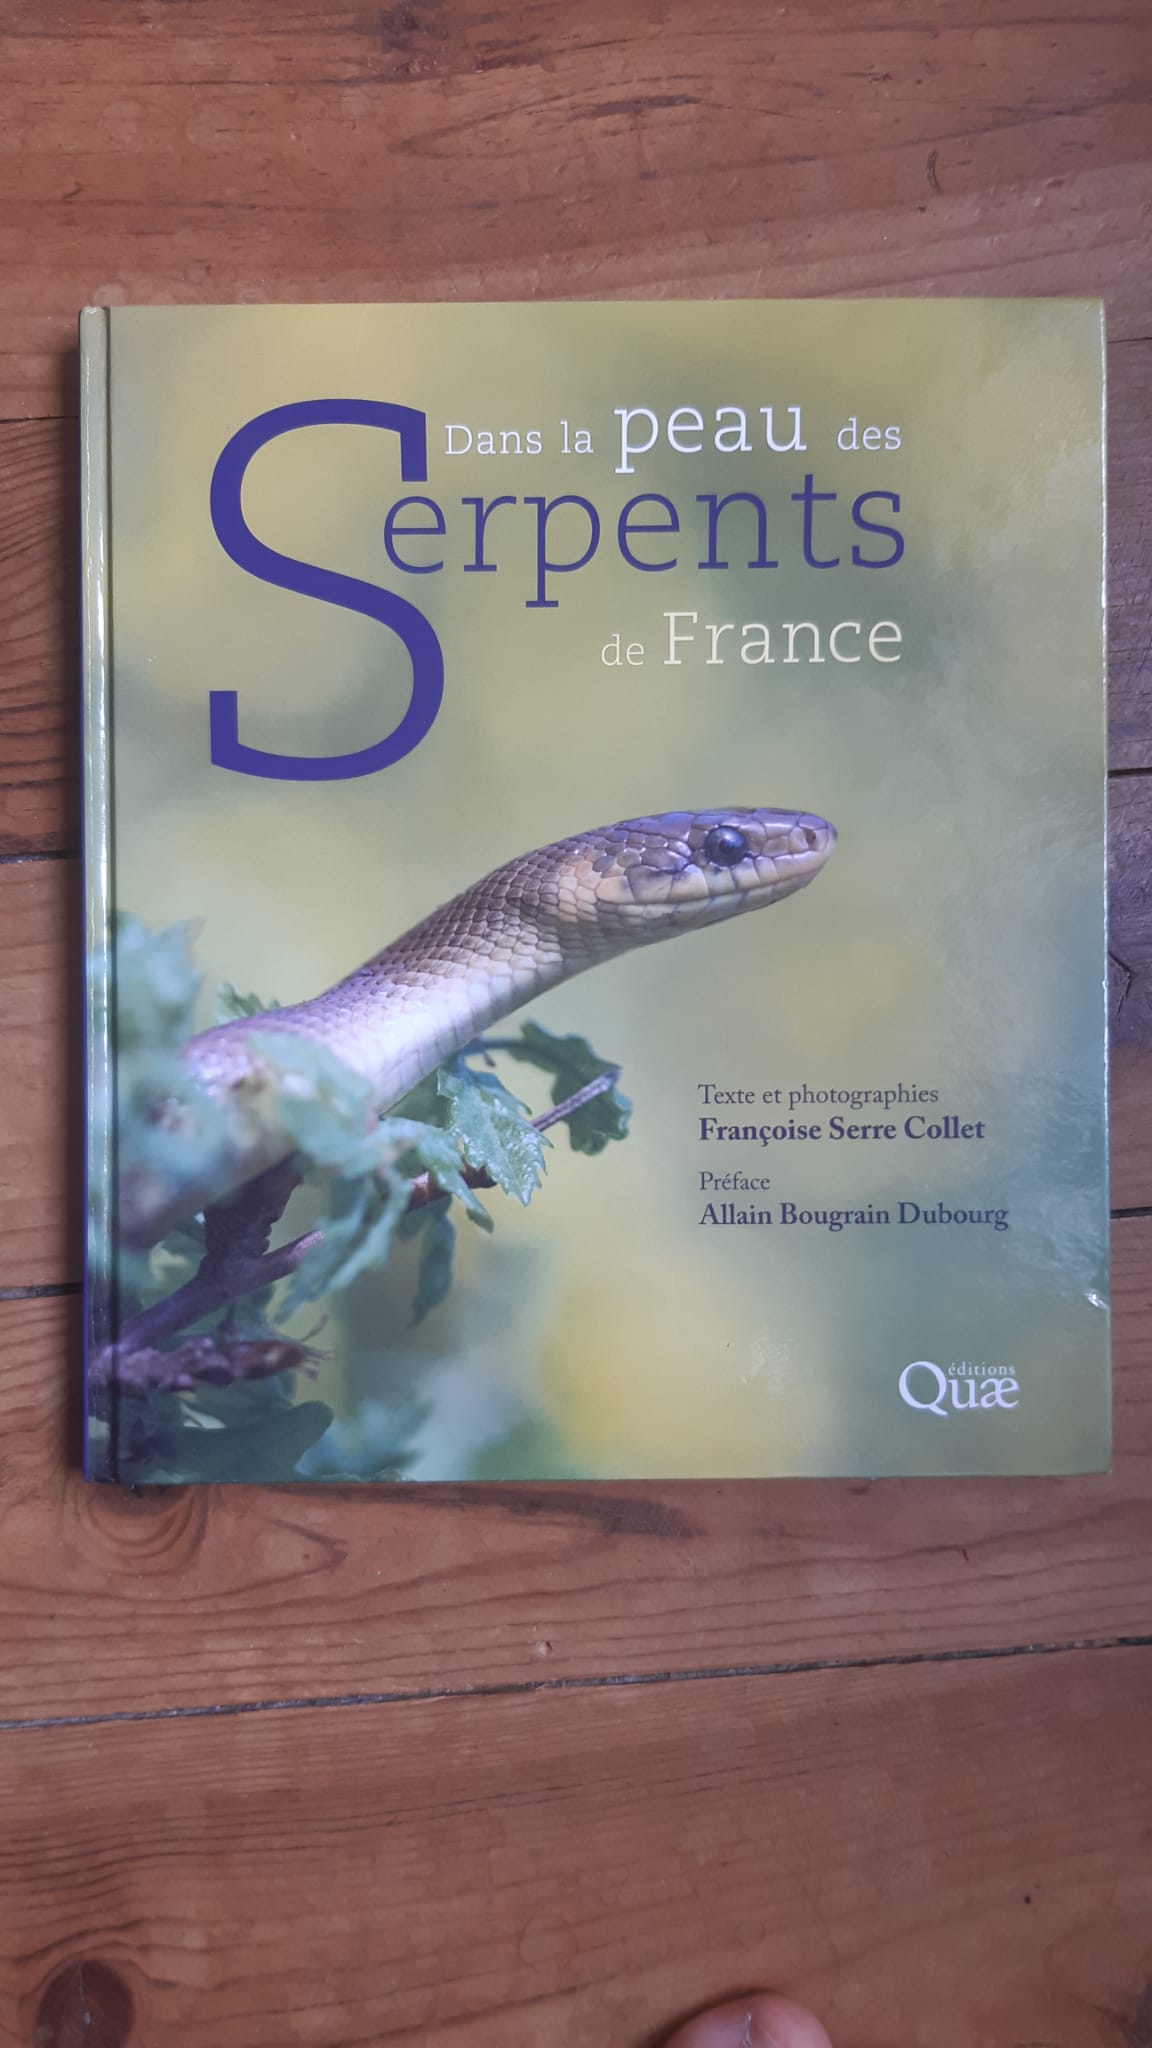 Dans la peau des
Serpents
de France
Texte et photographies
Françoise Serre Collet
Préface
Allain Bougrain Dubourg
éditions
Quæ